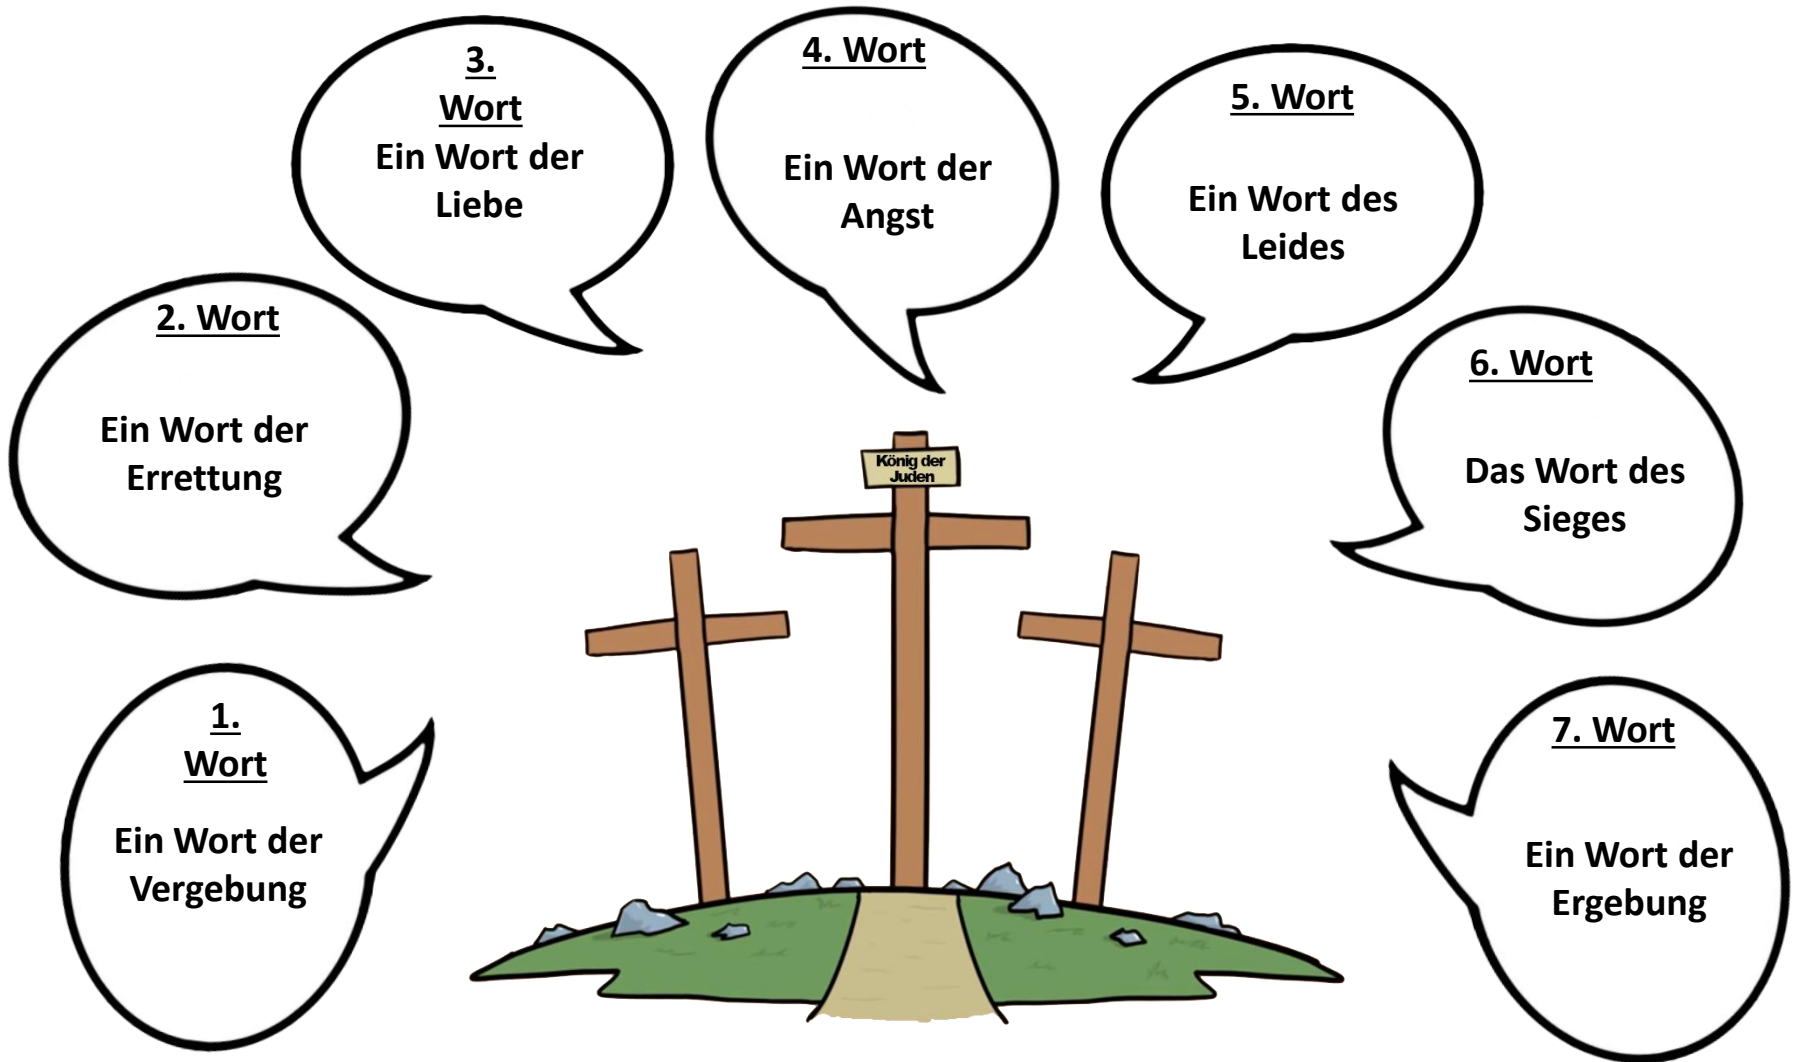 1.
Wort
Ein Wort der
Vergebung
2. Wort
Ein Wort der
Errettung
3.
Wort
Ein Wort der
Liebe
4. Wort
Ein Wort der
Angst
5. Wort
Ein Wort des
Leides
6. Wort
Das Wort des
Sieges
7. Wort
Ein Wort der
Ergebung
König der
Juden